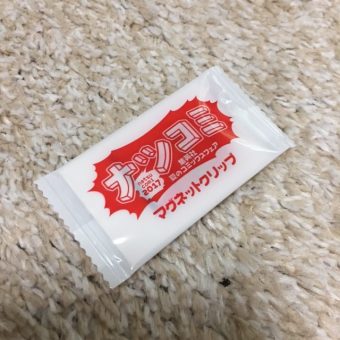 ナツコミ
2017
集英社
夏のコミックスフェア
マグネットクリップ